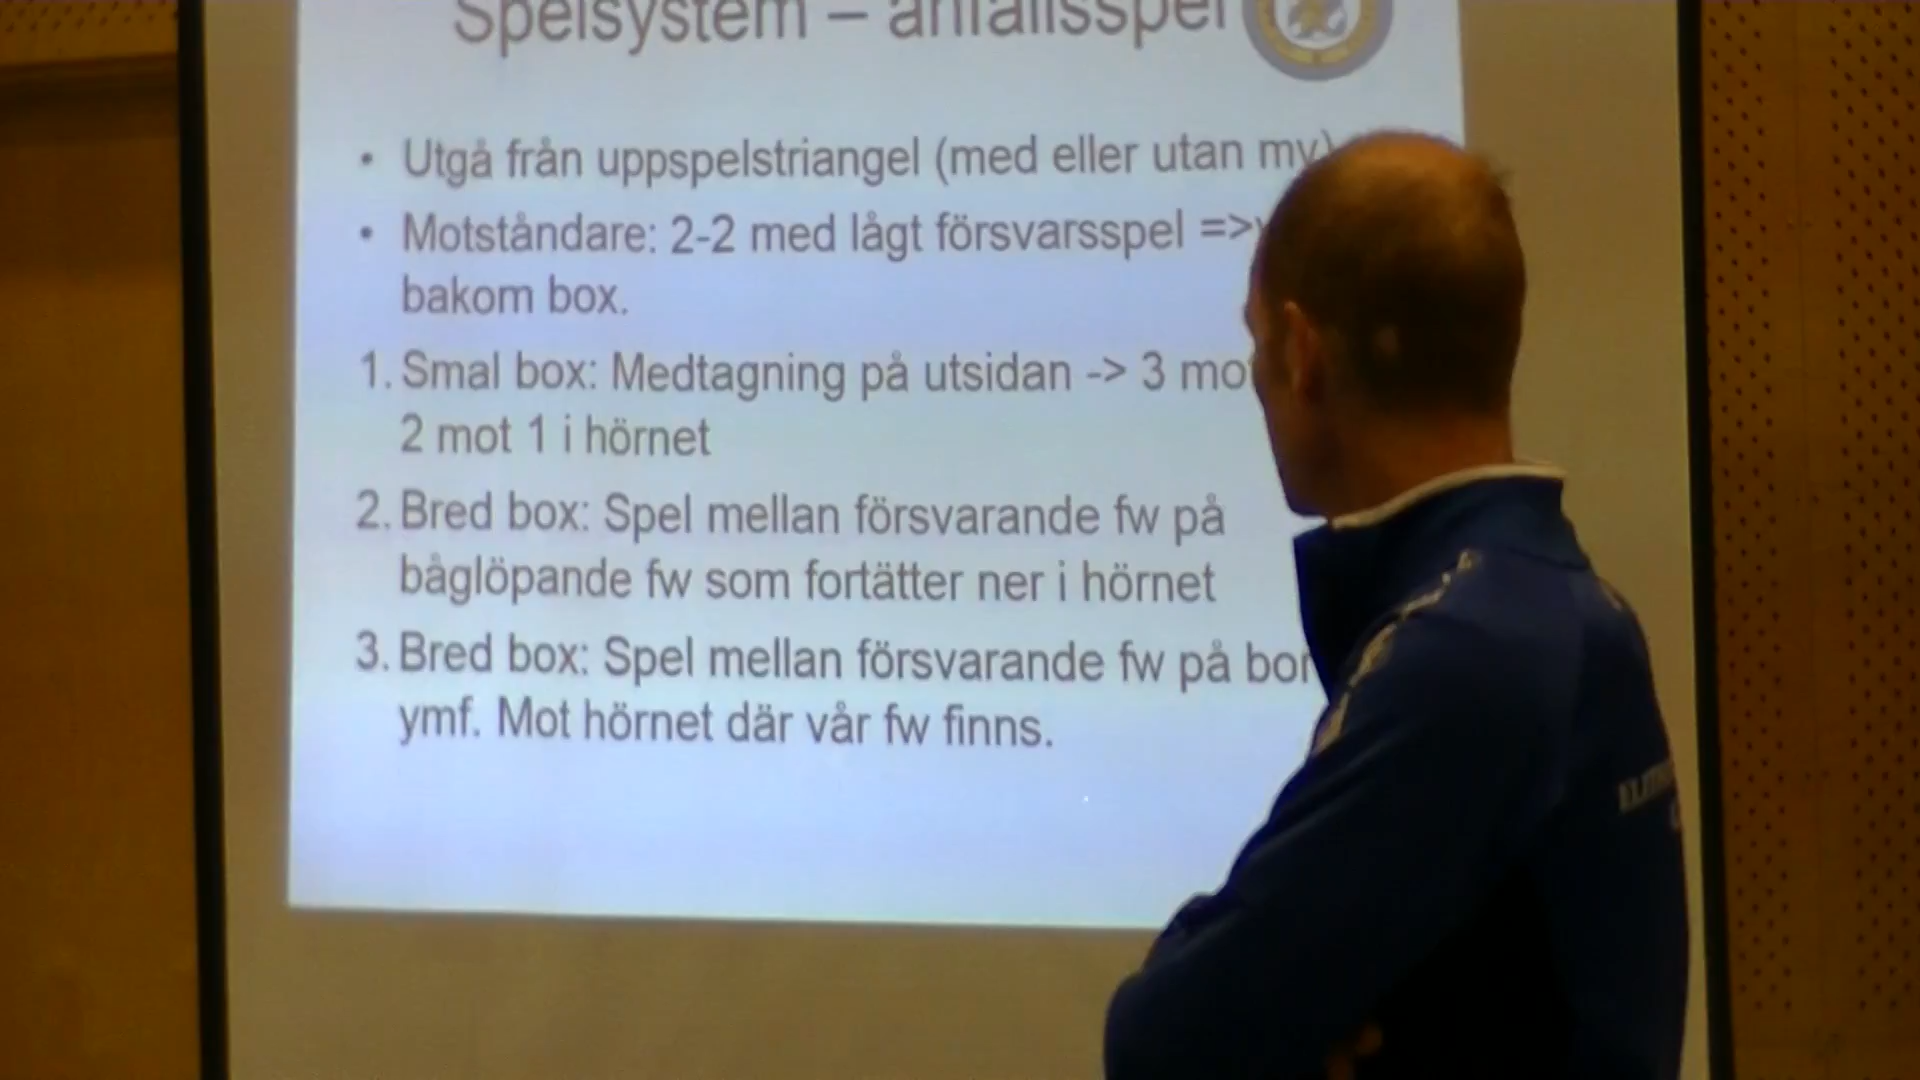 Spelsystem – anfallsspel
• Utgå från uppspelstriangel (med eller utan mv)
• Motståndare: 2-2 med lågt försvarsspel =>
bakom box.
1. Smal box: Medtagning på utsidan -> 3 mot
2 mot 1 i hörnet
2. Bred box: Spel mellan försvarande fw på
båglöpande fw som fortätter ner i hörnet
3. Bred box: Spel mellan försvarande fw på
ymf. Mot hörnet där vår fw finns.